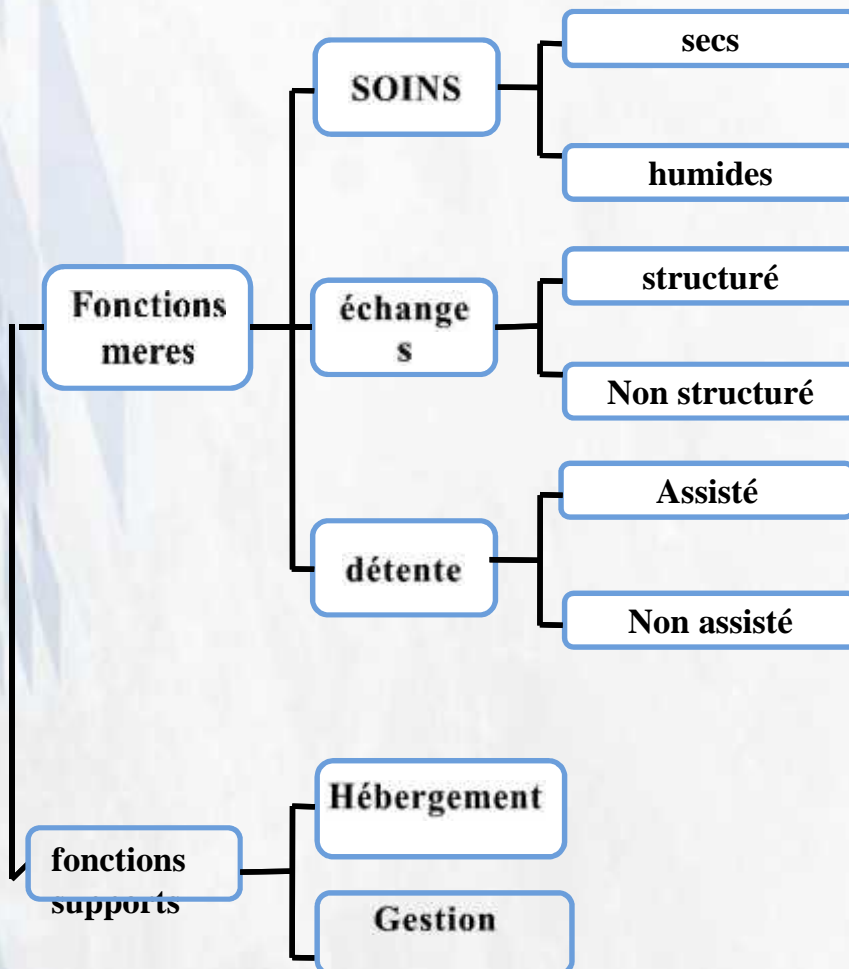 secs
SOINS
humides
structuré
Fonctions
meres
échange
s
Non structuré
Assisté
détente
Non assisté
Hébergement
fonctions
supports
Gestion